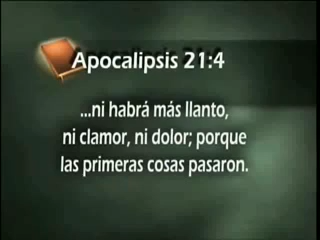 Apocalipsis 21:4
...ni habrá más llanto,
ni clamor, ni dolor; porque
las primeras cosas pasaron.